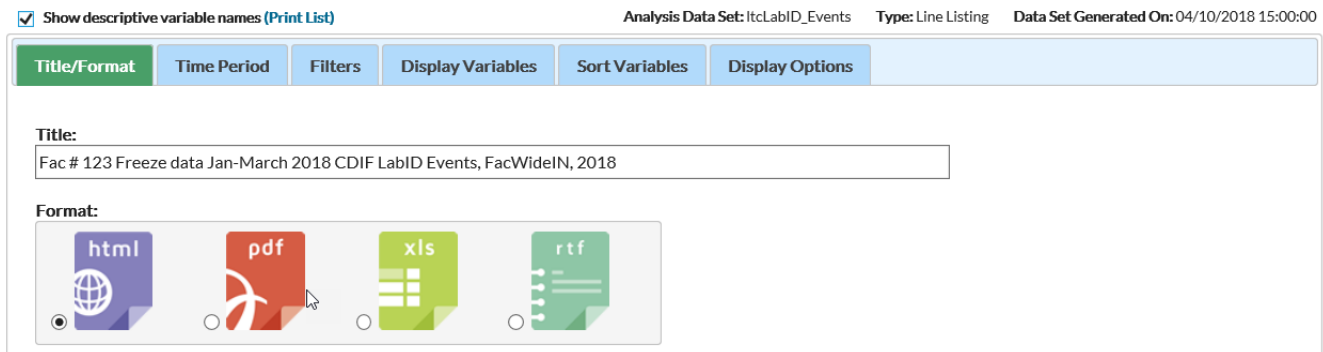 Show descriptive variable names (Print List) Analysis Data Set: ltcLabID_Events Type: Line Listing Data Set Generated On: 04/10/2018 15:00:00
Title/Format Time Period Filters Display Variables Sort Variables Display Options
Title:
Fac # 123 Freeze data Jan-March 2018 CDIF LabID Events, FacWideIN, 2018
Format:
html pdf xls rtf